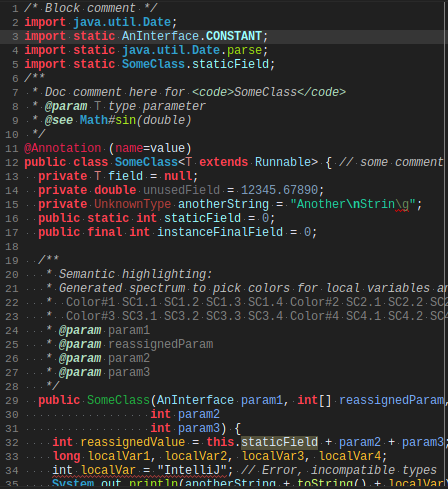 1 /* Block comment */
2 import java.util.Date;
3 import static AnInterface.CONSTANT;
4 import static java.util.Date.parse;
5 import static SomeClass.staticField;
6 /**
7  * Doc comment here for <code>SomeClass</code>
8  * @param T type parameter
9  * @see Math#sin(double)
10  */
11 @Annotation (name=value)
12 public class SomeClass<T extends Runnable> { // some comment
13   private T field = null;
14   private double unusedField = 12345.67890;
15   private UnknownType anotherString = "Another\nStrin\g";
16   public static int staticField = 0;
17   public final int instanceFinalField = 0;
18
19   /**
20    * Semantic highlighting:
21    * Generated spectrum to pick colors for local variables a
22    *  Color#1 SC1.1 SC1.2 SC1.3 SC1.4 Color#2 SC2.1 SC2.2 SC2
23    *  Color#3 SC3.1 SC3.2 SC3.3 SC3.4 Color#4 SC4.1 SC4.2 SC4
24    * @param param1
25    * @param reassignedParam
26    * @param param2
27    * @param param3
28    */
29   public SomeClass(AnInterface param1, int[] reassignedParam,
30                   int param2
31                   int param3) {
32     int reassignedValue = this.staticField + param2 + param3;
33     long localVar1, localVar2, localVar3, localVar4;
34     int localVar = "IntelliJ"; // Error, incompatible types
35     System.out.println(anotherString + toString() + localVar